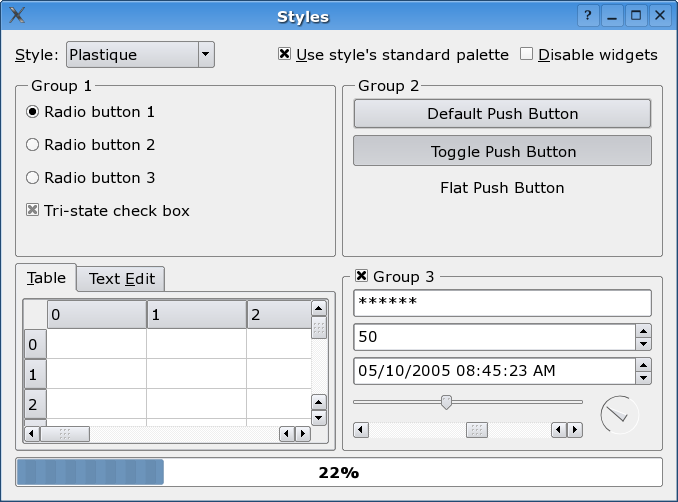 Styles
?
Style: Plastique
Use style's standard palette
Disable widgets
Group 1
Radio button 1
Radio button 2
Radio button 3
Tri-state check box
Group 2
Default Push Button
Toggle Push Button
Flat Push Button
Table
Text Edit
0 1 2
0
1
2
Group 3
******
50
05/10/2005 08:45:23 AM
22%